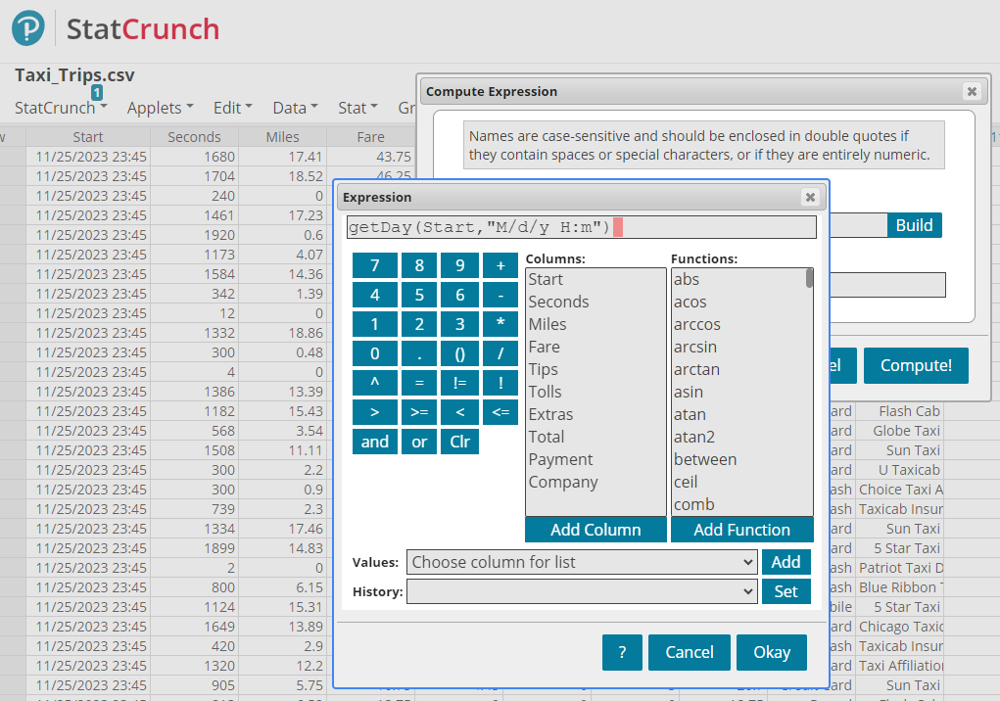 StatCrunch
Taxi_Trips.csv
1
StatCrunch Applets Edit Data Stat Gr
Compute Expression
Names are case-sensitive and should be enclosed in double quotes if
they contain spaces or special characters, or if they are entirely numeric.
Build
Compute!
Start Seconds Miles Fare
11/25/2023 23:45 1680 17.41 43.75
11/25/2023 23:45 1704 18.52 46.25
11/25/2023 23:45 240 0
11/25/2023 23:45 1461 17.23
11/25/2023 23:45 1920 0.6
11/25/2023 23:45 1173 4.07
11/25/2023 23:45 1584 14.36
11/25/2023 23:45 342 1.39
11/25/2023 23:45 12 0
11/25/2023 23:45 1332 18.86
11/25/2023 23:45 300 0.48
11/25/2023 23:45 4 0
11/25/2023 23:45 1386 13.39
11/25/2023 23:45 1182 15.43 ard Flash Cab
11/25/2023 23:45 568 3.54 ard Globe Taxi
11/25/2023 23:45 1508 11.11 ard Sun Taxi
11/25/2023 23:45 300 2.2 ard U Taxicab
11/25/2023 23:45 300 0.9 ash Choice Taxi A
11/25/2023 23:45 739 2.3 ash Taxicab Insur
11/25/2023 23:45 1334 17.46 ard Sun Taxi
11/25/2023 23:45 1899 14.83 ard 5 Star Taxi
11/25/2023 23:45 2 0 ash Patriot Taxi D
11/25/2023 23:45 800 6.15 ash Blue Ribbon T
11/25/2023 23:45 1124 15.31 bile 5 Star Taxi
11/25/2023 23:45 1649 13.89 ard Chicago Taxic
11/25/2023 23:45 420 2.9 ash Taxicab Insur
11/25/2023 23:45 1320 12.2 ard Taxi Affiliation
11/25/2023 23:45 905 5.75 Sun Taxi
Expression
getDay(Start,"M/d/y H:m")
7 8 9 +
4 5 6 -
1 2 3 *
0 . () /
^ = != !
> >= < <=
and or Clr
Columns:
Start
Seconds
Miles
Fare
Tips
Tolls
Extras
Total
Payment
Company
Add Column
Functions:
abs
acos
arccos
arcsin
arctan
asin
atan
atan2
between
ceil
comb
Add Function
Values: Choose column for list Add
History: Set
? Cancel Okay